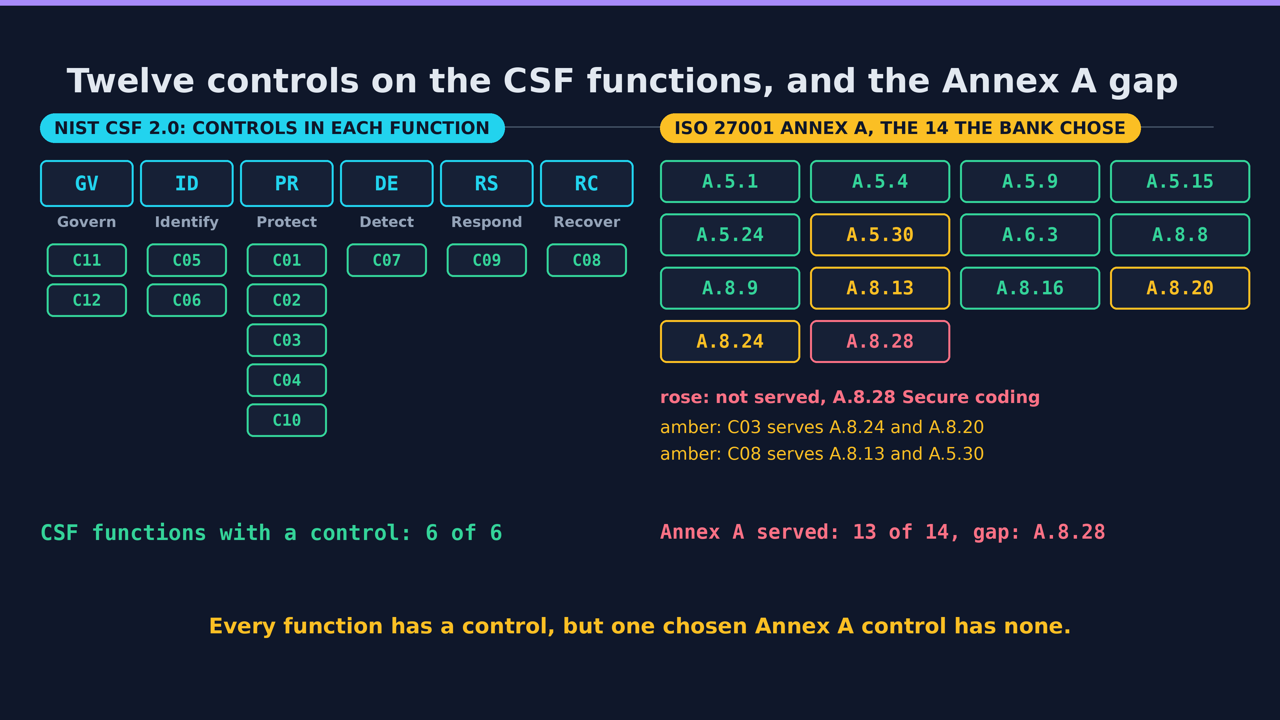 Twelve controls on the CSF functions, and the Annex A gap
NIST CSF 2.0: CONTROLS IN EACH FUNCTION
GV ID PR DE RS RC
Govern Identify Protect Detect Respond Recover
C11 C05 C01 C07 C09 C08
C12 C06 C02
C03
C04
C10
CSF functions with a control: 6 of 6
ISO 27001 ANNEX A, THE 14 THE BANK CHOSE
A.5.1 A.5.4 A.5.9 A.5.15
A.5.24 A.5.30 A.6.3 A.8.8
A.8.9 A.8.13 A.8.16 A.8.20
A.8.24 A.8.28
rose: not served, A.8.28 Secure coding
amber: C03 serves A.8.24 and A.8.20
amber: C08 serves A.8.13 and A.5.30
Annex A served: 13 of 14, gap: A.8.28
Every function has a control, but one chosen Annex A control has none.